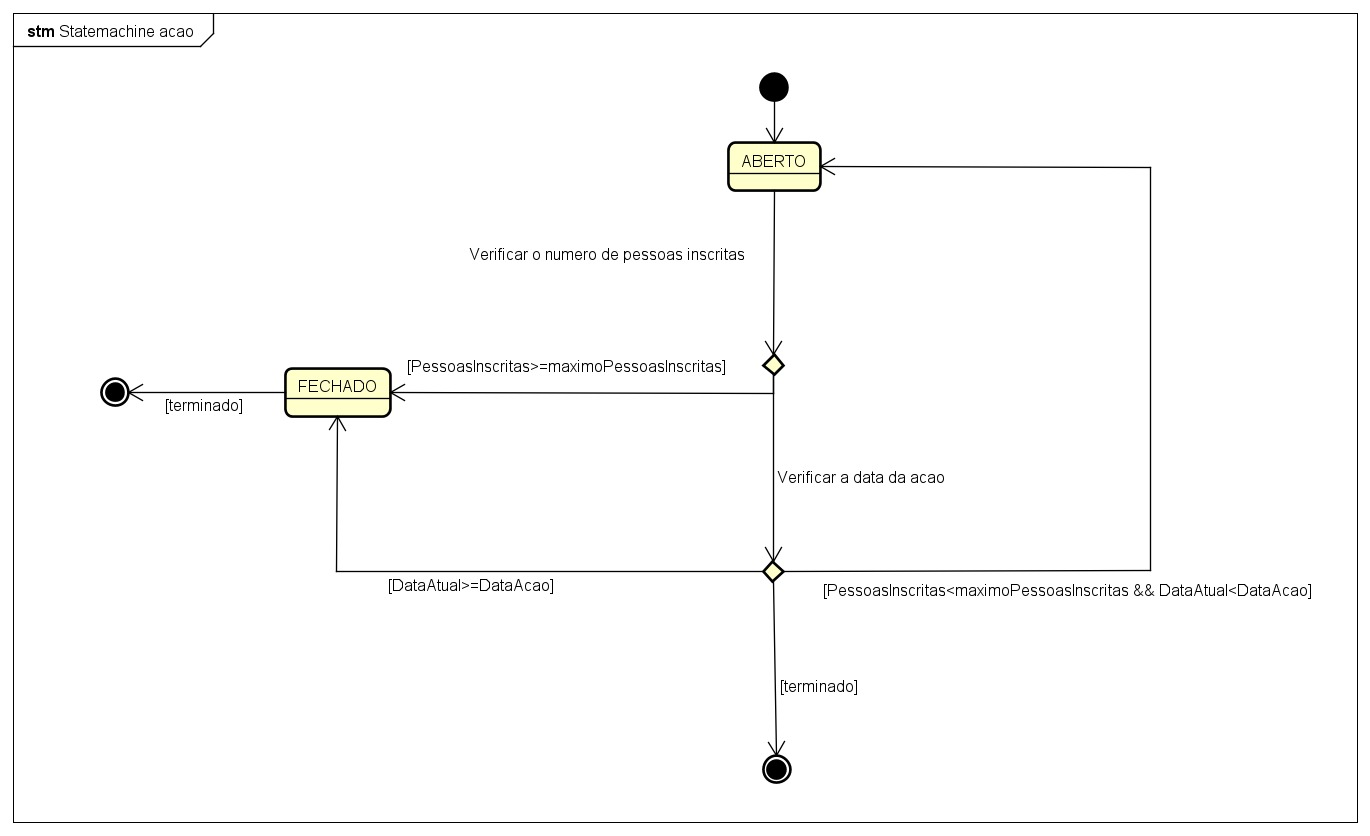 stm Statemachine acao
ABERTO
Verificar o numero de pessoas inscritas
[PessoasInscritas>=maximoPessoasInscritas]
FECHADO
[terminado]
Verificar a data da acao
[DataAtual>=DataAcao]
[PessoasInscritas<maximoPessoasInscritas && DataAtual<DataAcao]
[terminado]